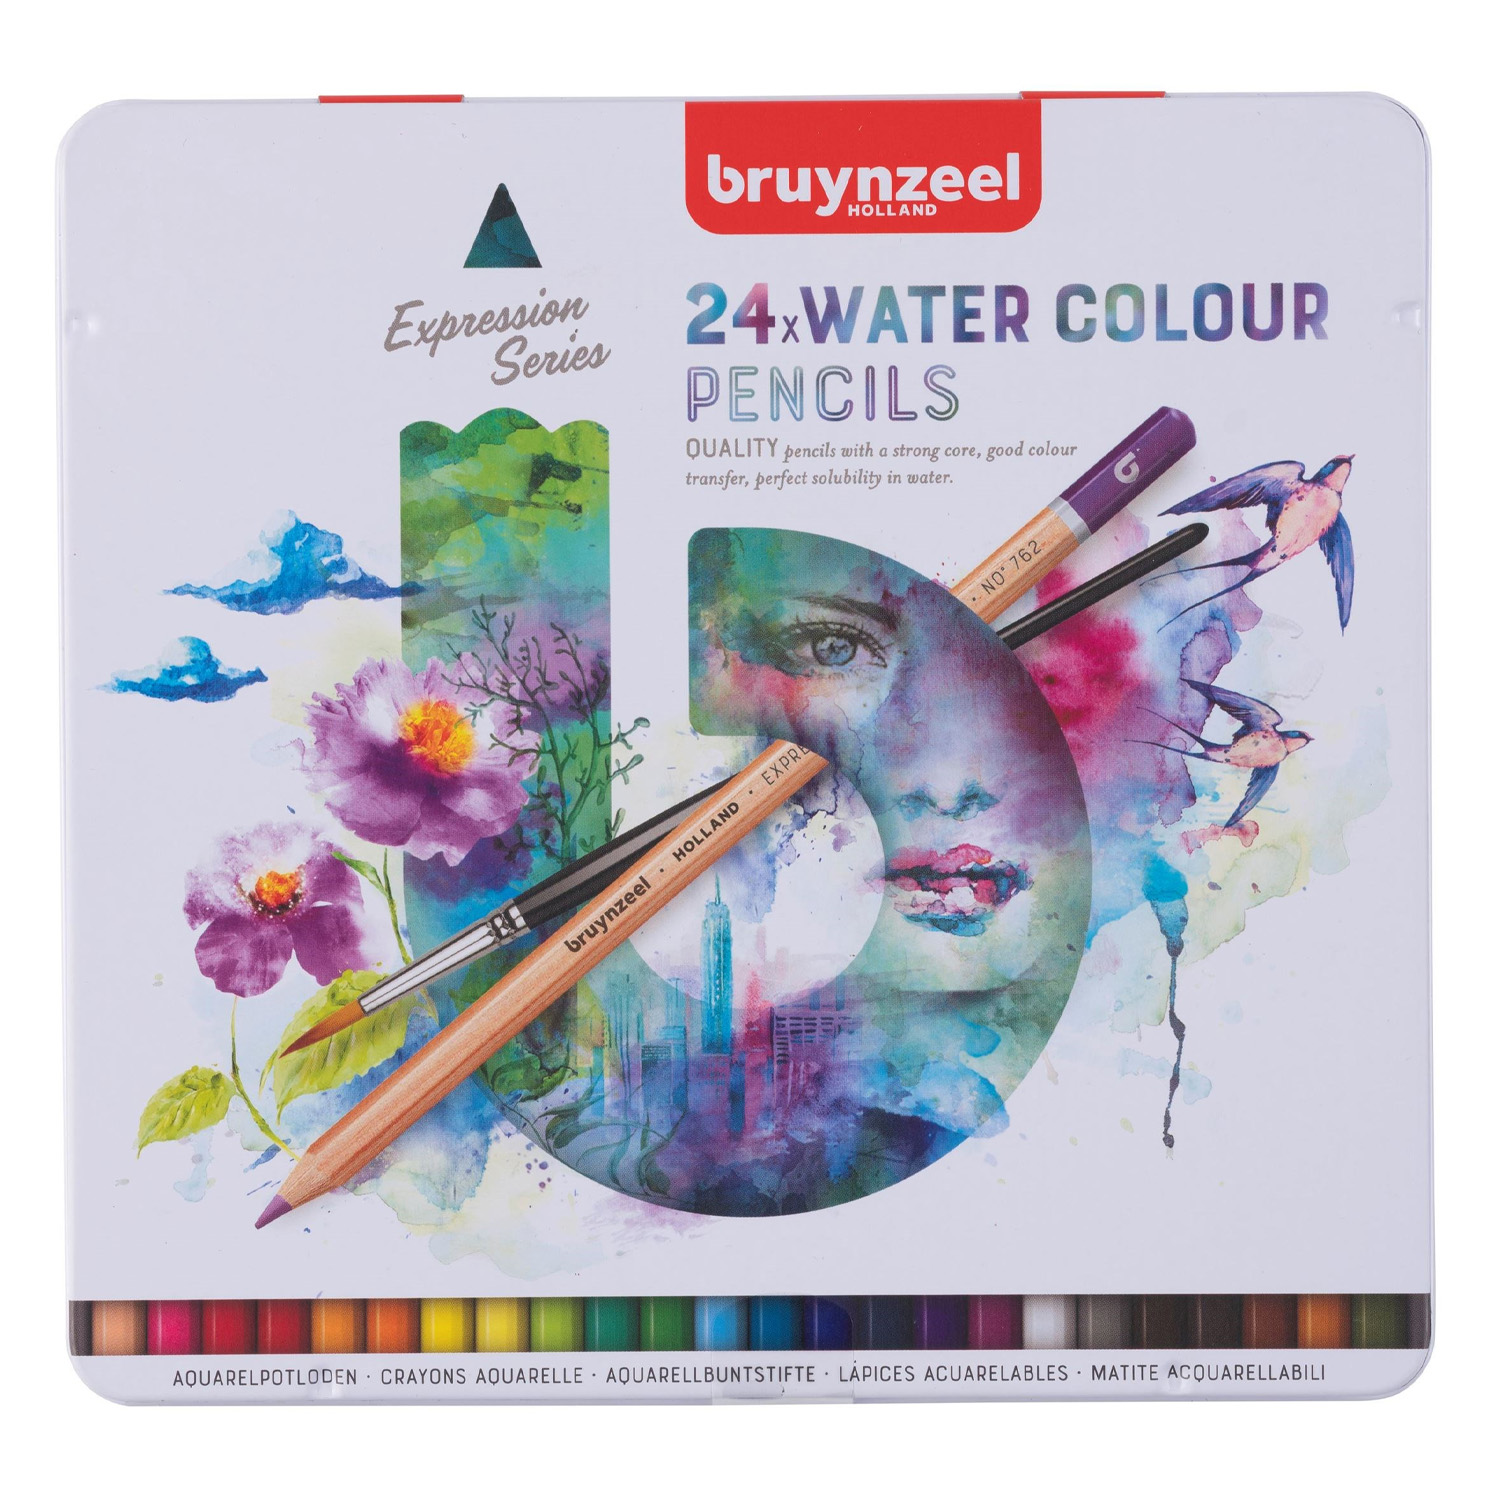 bruynzeel
HOLLAND
Expression
Series
24xWATER COLOUR
PENCILS
QUALITY pencils with a strong core, good colour
transfer, perfect solubility in water.
b
NO° 762
EXPRE
bruynzeel · HOLLAND ·
AQUARELPOTLODEN · CRAYONS AQUARELLE · AQUARELLBUNTSTIFTE · LÁPICES ACUARELABLES · MATITE ACQUARELLABILI